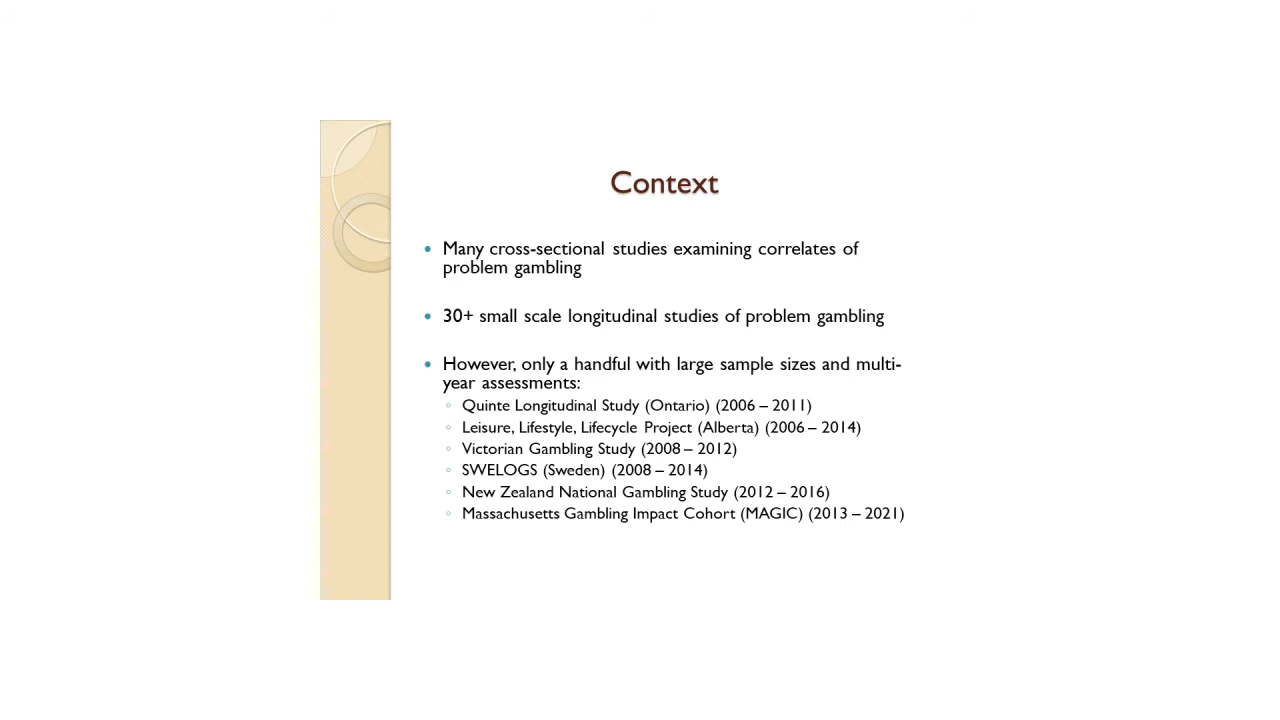 Context
Many cross-sectional studies examining correlates of
problem gambling
30+ small scale longitudinal studies of problem gambling
However, only a handful with large sample sizes and multi-
year assessments:
Quinte Longitudinal Study (Ontario) (2006 – 2011)
Leisure, Lifestyle, Lifecycle Project (Alberta) (2006 – 2014)
Victorian Gambling Study (2008 – 2012)
SWELOGS (Sweden) (2008 – 2014)
New Zealand National Gambling Study (2012 – 2016)
Massachusetts Gambling Impact Cohort (MAGIC) (2013 – 2021)